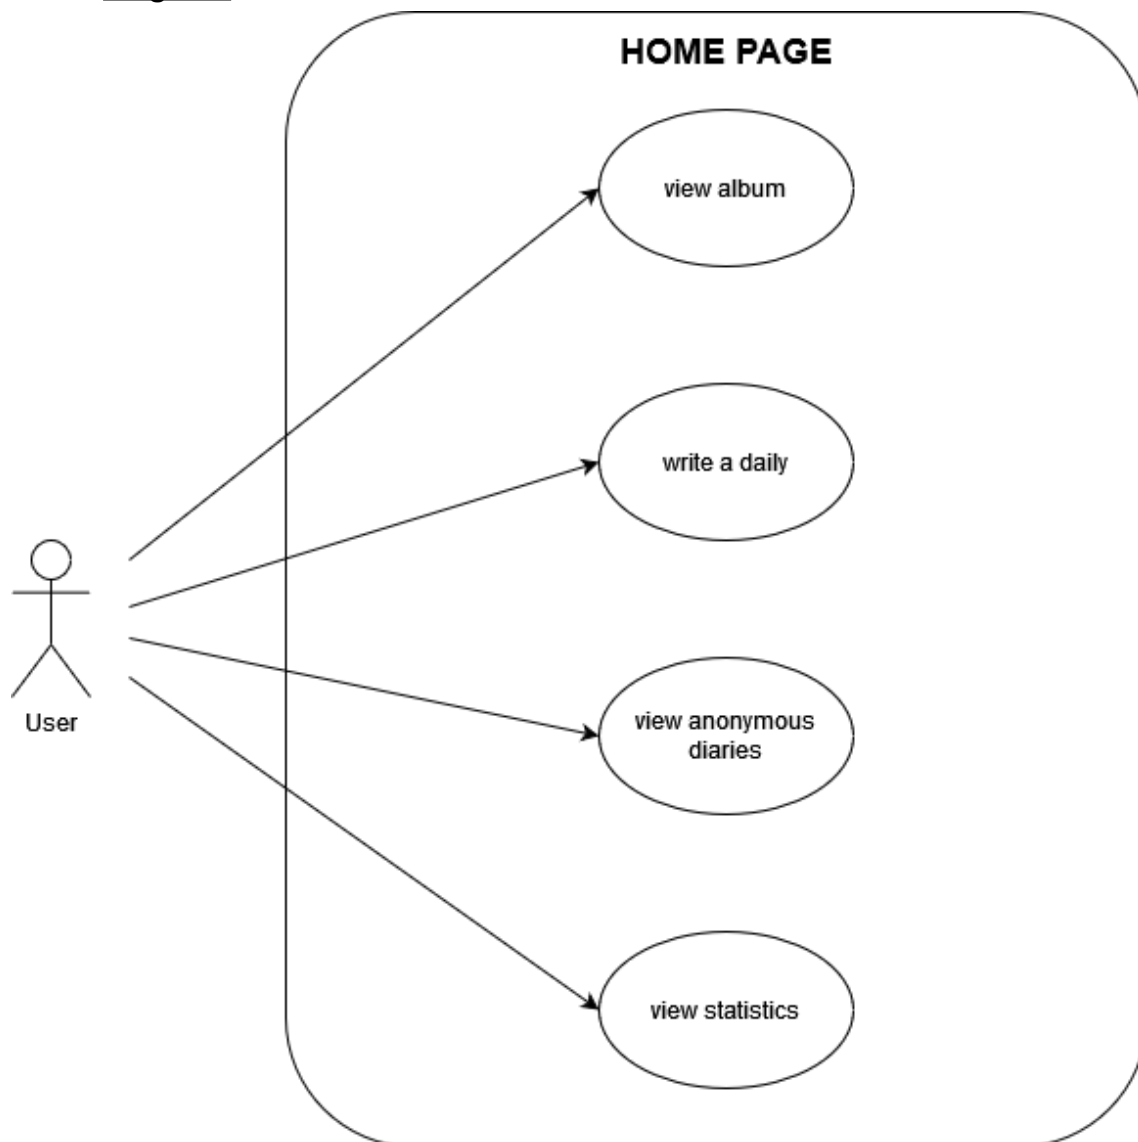 HOME PAGE
view album
write a daily
view anonymous
diaries
User
view statistics